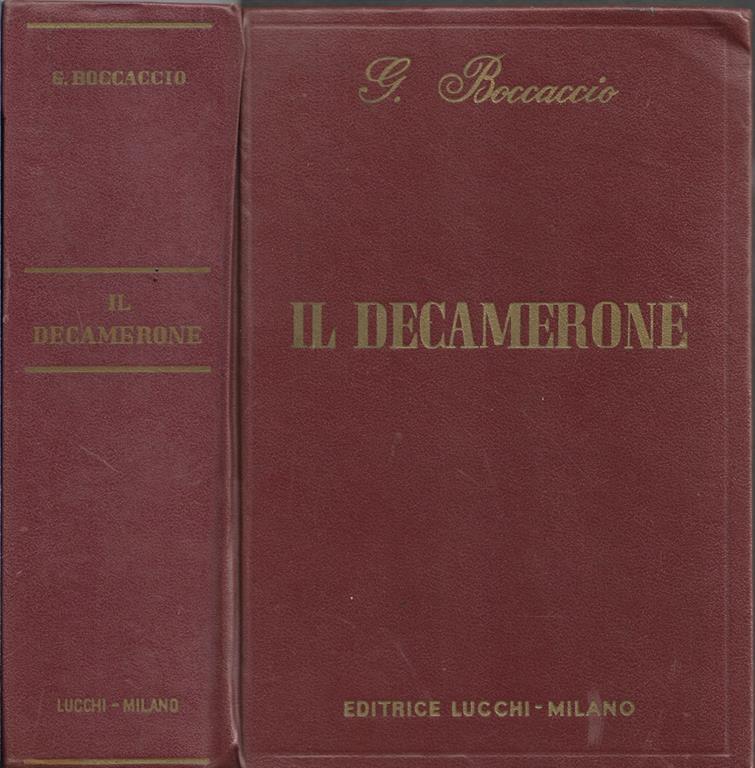 G. BOCCACCIO
IL
DECAMERONE
LUCCHI - MILANO
G. Boccaccio
IL DECAMERONE
EDITRICE LUCCHI - MILANO